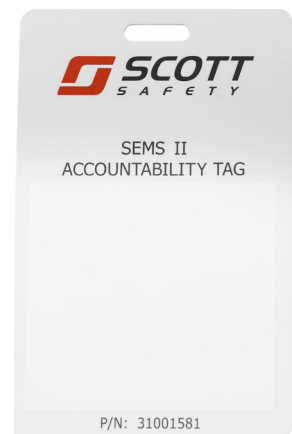 SCOTT
SAFETY
SEMS II
ACCOUNTABILITY TAG
P/N: 31001581